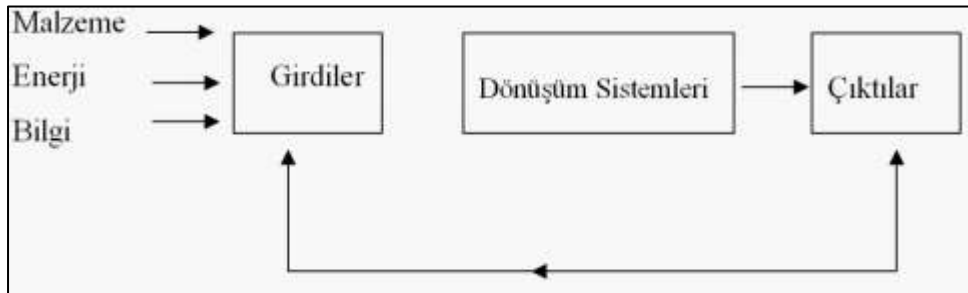 Malzeme
Enerji
Bilgi
Girdiler
Dönüşüm Sistemleri
Çıktılar